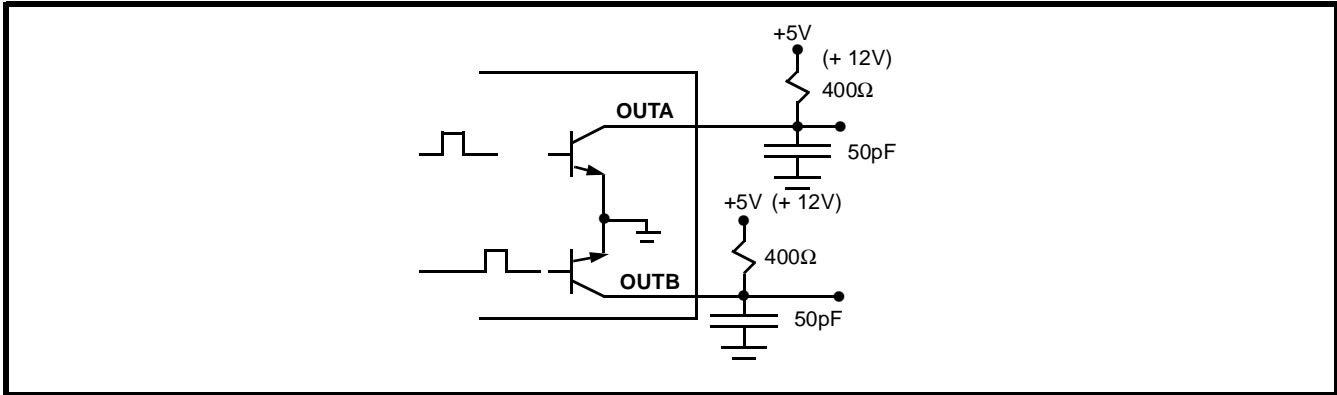 +5V
(+ 12V)
400Ω
OUTA
50pF
+5V (+ 12V)
400Ω
OUTB
50pF